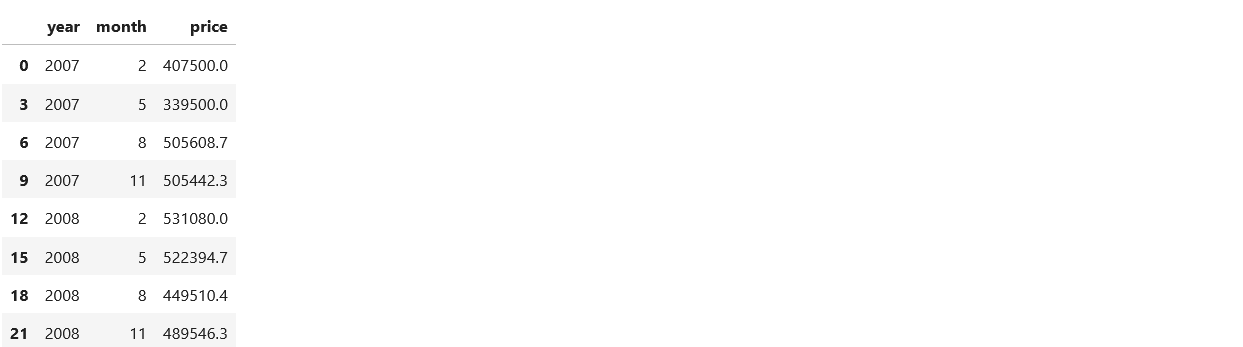 year month price
0 2007 2 407500.0
3 2007 5 339500.0
6 2007 8 505608.7
9 2007 11 505442.3
12 2008 2 531080.0
15 2008 5 522394.7
18 2008 8 449510.4
21 2008 11 489546.3